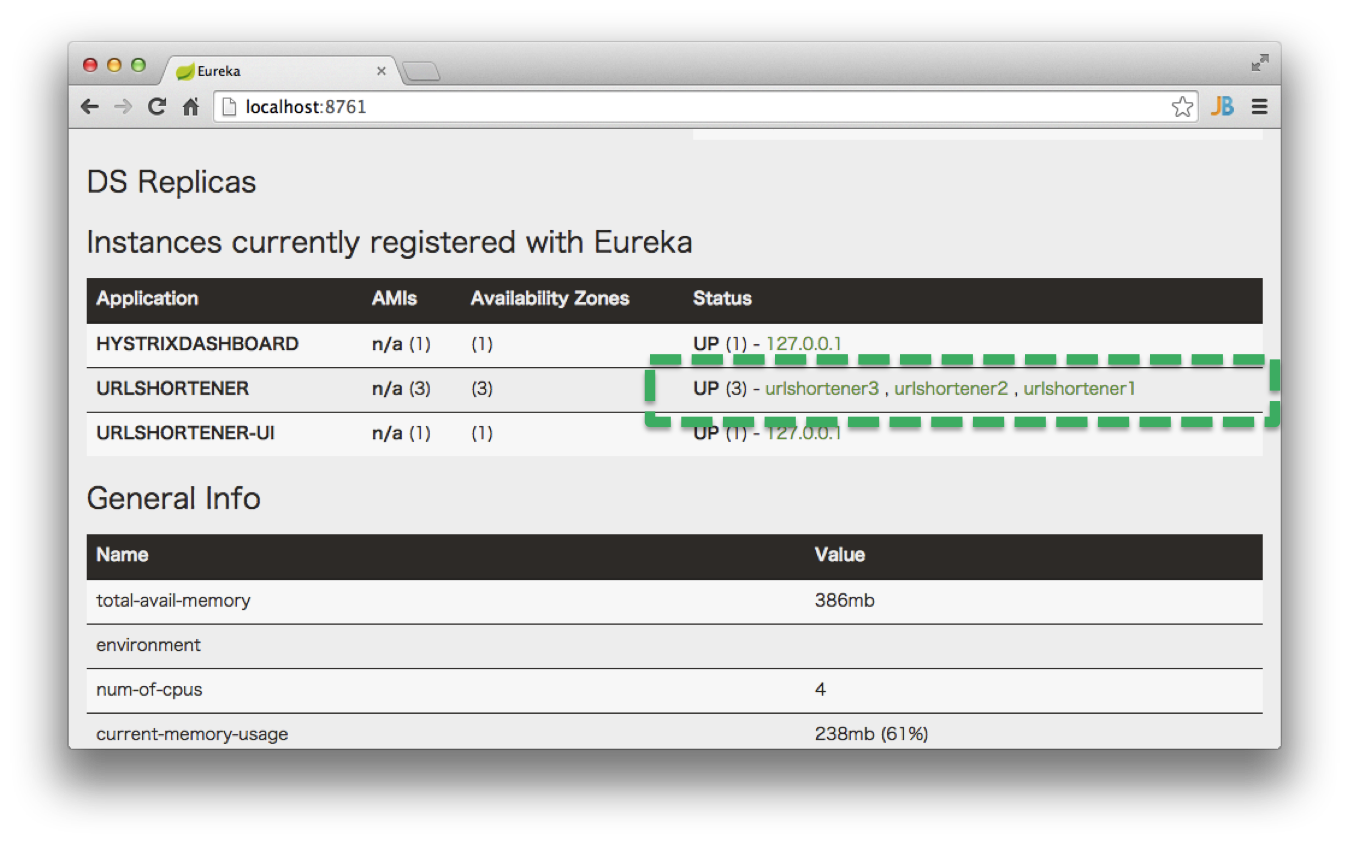 Eureka
localhost:8761
JB
DS Replicas
Instances currently registered with Eureka
Application AMIs Availability Zones Status
HYSTRIXDASHBOARD n/a (1) (1) UP (1) - 127.0.0.1
URLSHORTENER n/a (3) (3) UP (3) - urlshortener3 , urlshortener2 , urlshortener1
URLSHORTENER-UI n/a (1) (1) UP (1) - 127.0.0.1
General Info
Name Value
total-avail-memory 386mb
environment
num-of-cpus 4
current-memory-usage 238mb (61%)